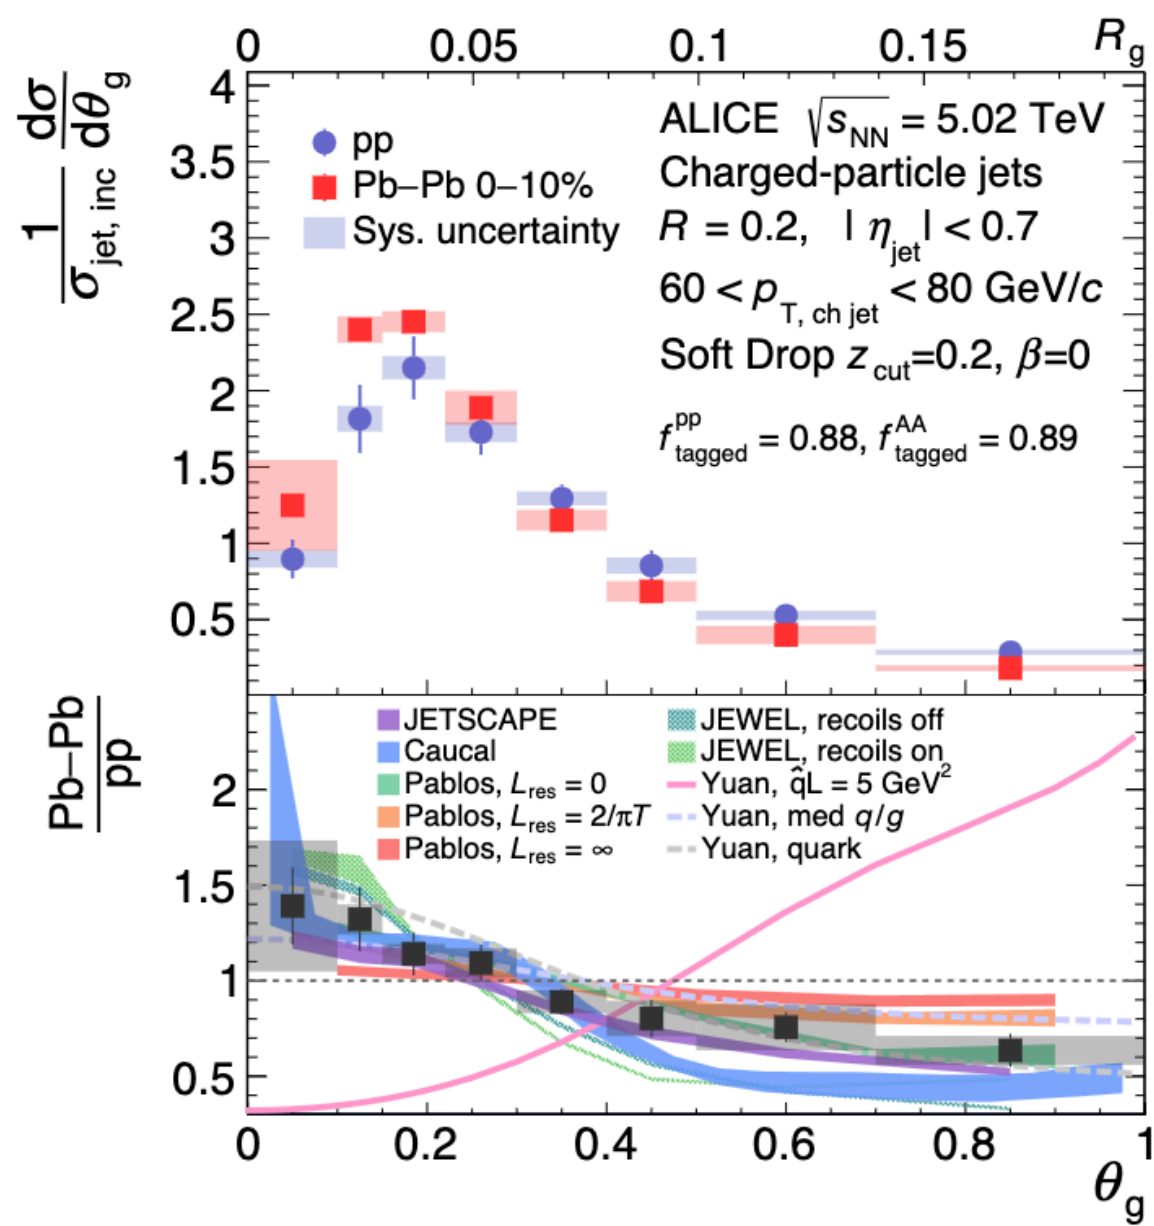 0 0.05 0.1 0.15 R_g
1/σ_jet, inc dσ/dθ_g
4
3.5
3
2.5
2
1.5
1
0.5
pp
Pb–Pb 0–10%
Sys. uncertainty
ALICE √s_NN = 5.02 TeV
Charged-particle jets
R = 0.2, | η_jet | < 0.7
60 < p_T, ch jet < 80 GeV/c
Soft Drop z_cut=0.2, β=0
f^pp_tagged = 0.88, f^AA_tagged = 0.89
Pb–Pb/pp
2
1.5
1
0.5
JETSCAPE
Caucal
Pablos, L_res = 0
Pablos, L_res = 2/πT
Pablos, L_res = ∞
JEWEL, recoils off
JEWEL, recoils on
Yuan, q̂L = 5 GeV²
Yuan, med q/g
Yuan, quark
0 0.2 0.4 0.6 0.8 1
θ_g